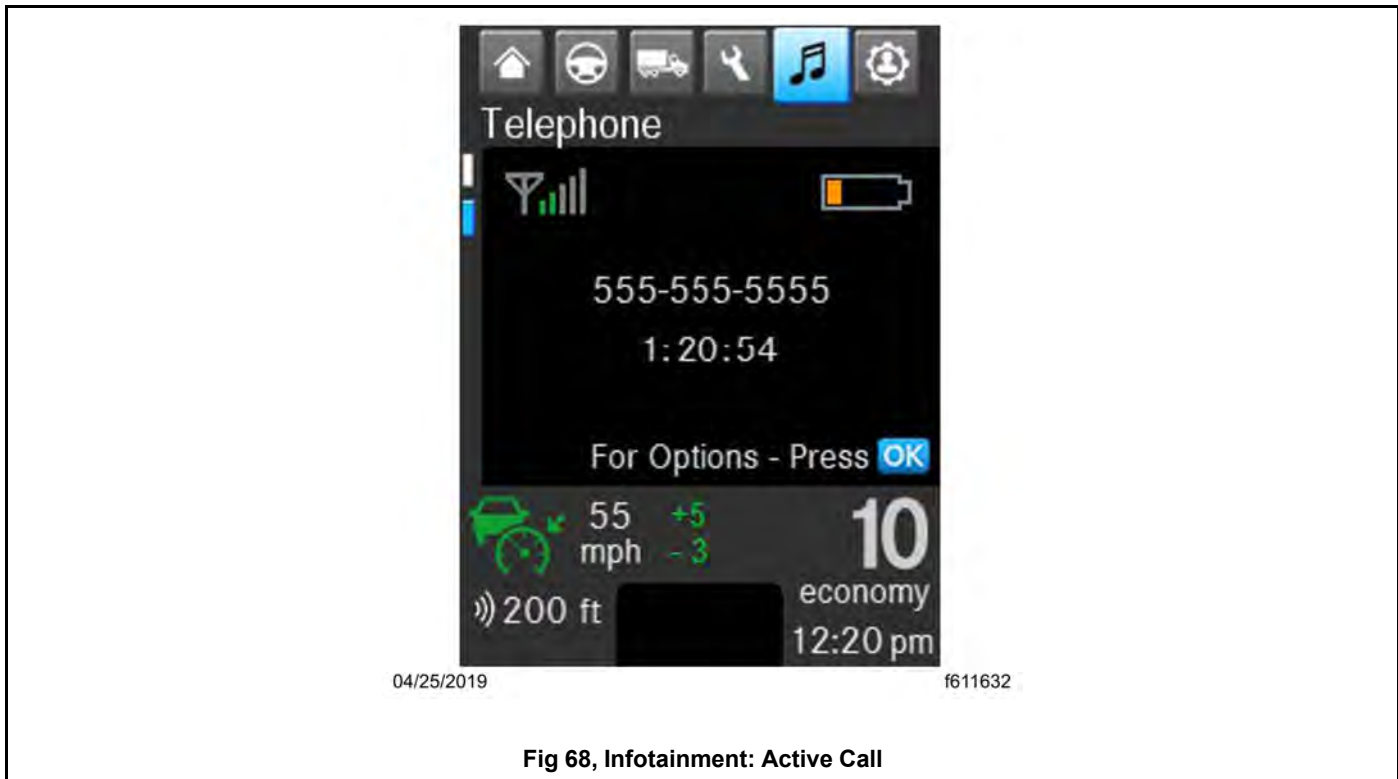 Telephone
555-555-5555
1:20:54
For Options - Press OK
55 +5
mph - 3
10
economy
200 ft
12:20 pm
04/25/2019 f611632
Fig 68, Infotainment: Active Call